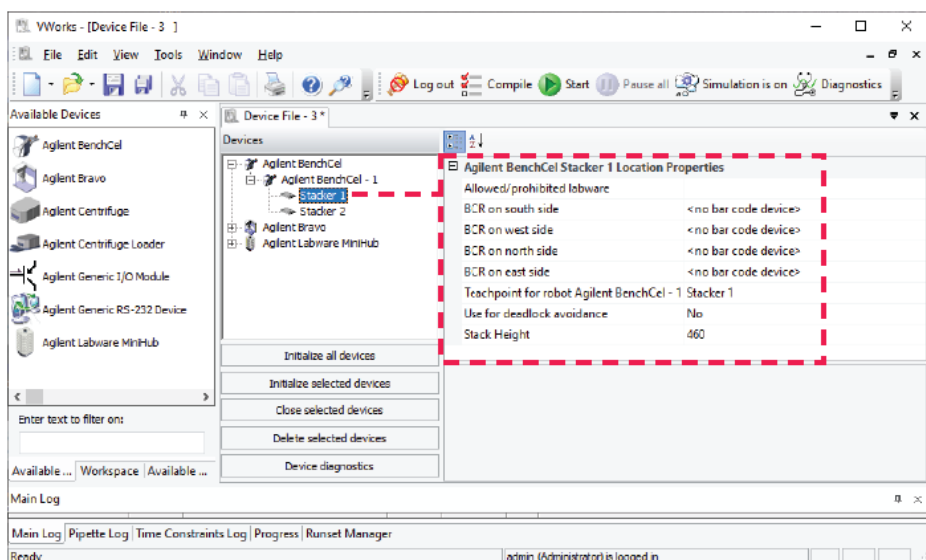 VWorks - [Device File - 3 ]
File Edit View Tools Window Help
Log out Compile Start Pause all Simulation is on Diagnostics
Available Devices
Agilent BenchCel
Agilent Bravo
Agilent Centrifuge
Agilent Centrifuge Loader
Agilent Generic I/O Module
Agilent Generic RS-232 Device
Agilent Labware MiniHub
Enter text to filter on:
Available ... Workspace Available ...
Device File - 3 *
Devices
Agilent BenchCel
Agilent BenchCel - 1
Stacker 1
Stacker 2
Agilent Bravo
Agilent Labware MiniHub
Initialize all devices
Initialize selected devices
Close selected devices
Delete selected devices
Device diagnostics
Agilent BenchCel Stacker 1 Location Properties
Allowed/prohibited labware
BCR on south side <no bar code device>
BCR on west side <no bar code device>
BCR on north side <no bar code device>
BCR on east side <no bar code device>
Teachpoint for robot Agilent BenchCel - 1 Stacker 1
Use for deadlock avoidance No
Stack Height 460
Main Log
Main Log Pipette Log Time Constraints Log Progress Runset Manager
Ready admin (Administrator) is logged in